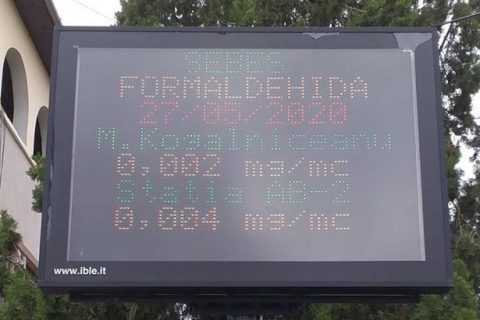 SEBES
FORMALDEHIDA
27/05/2020
M.Kogalniceanu
0,002 mg/mc
Statia AB-2
0,004 mg/mc
www.ible.it